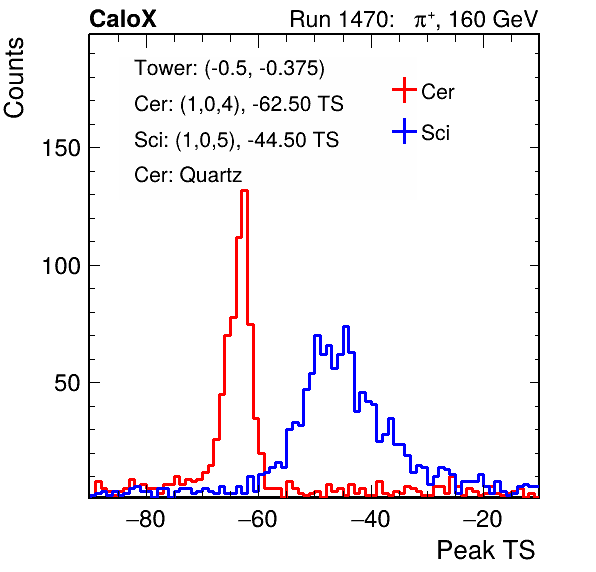 CaloX Run 1470: π⁺, 160 GeV
Counts
Tower: (-0.5, -0.375)
Cer: (1,0,4), -62.50 TS
Sci: (1,0,5), -44.50 TS
Cer: Quartz
Cer
Sci
150
100
50
−80 −60 −40 −20
Peak TS